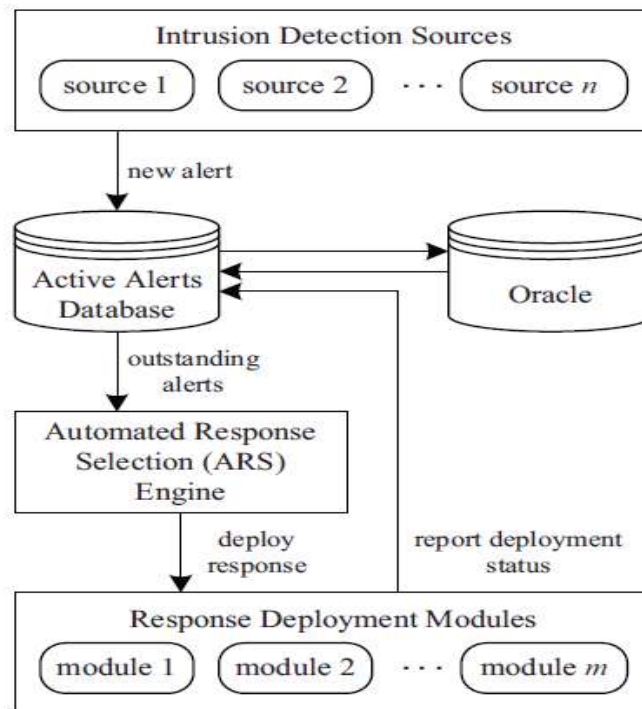 Intrusion Detection Sources
source 1 source 2 ··· source n
new alert
Active Alerts
Database
Oracle
outstanding
alerts
Automated Response
Selection (ARS)
Engine
deploy
response
report deployment
status
Response Deployment Modules
module 1 module 2 ··· module m